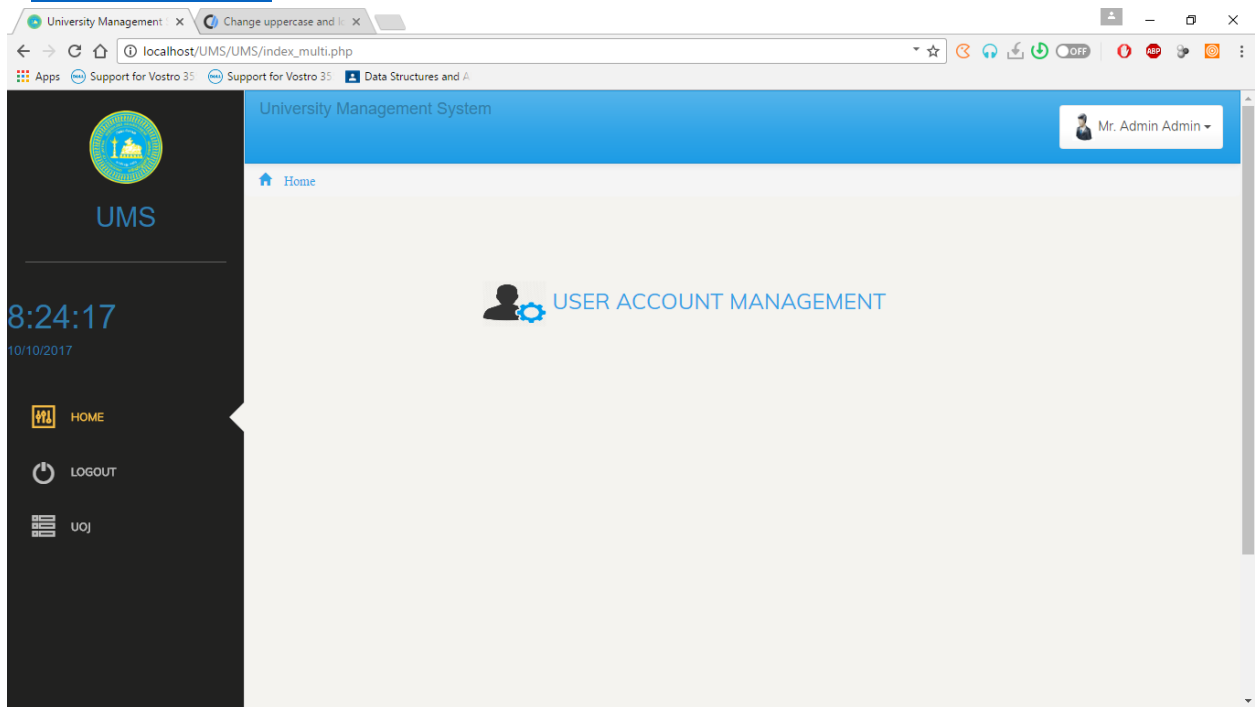 University Management
Change uppercase and l
localhost/UMS/UMS/index_multi.php
OFF
ABP
Apps
Support for Vostro 35
Support for Vostro 35
Data Structures and A
University Management System
Mr. Admin Admin
Home
UMS
USER ACCOUNT MANAGEMENT
8:24:17
10/10/2017
HOME
LOGOUT
UOJ